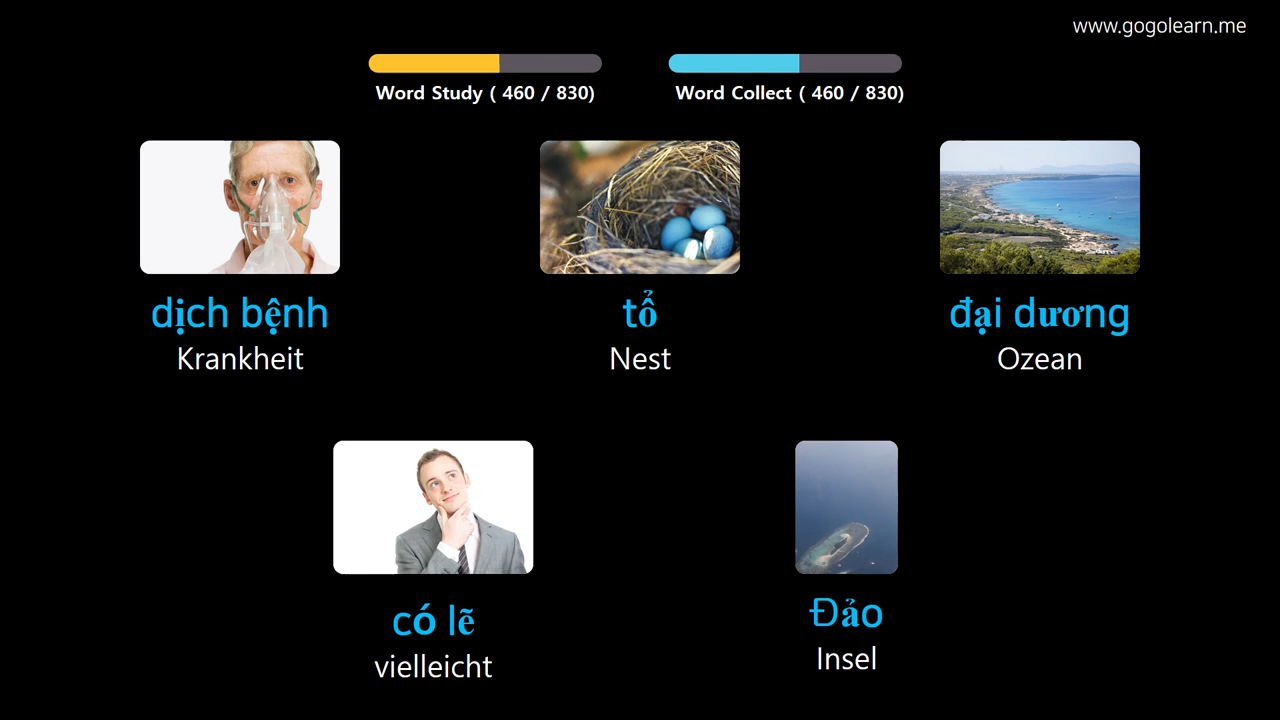 www.gogolearn.me
Word Study ( 460 / 830)
Word Collect ( 460 / 830)
dịch bệnh
Krankheit
tổ
Nest
đại dương
Ozean
có lẽ
vielleicht
Đảo
Insel